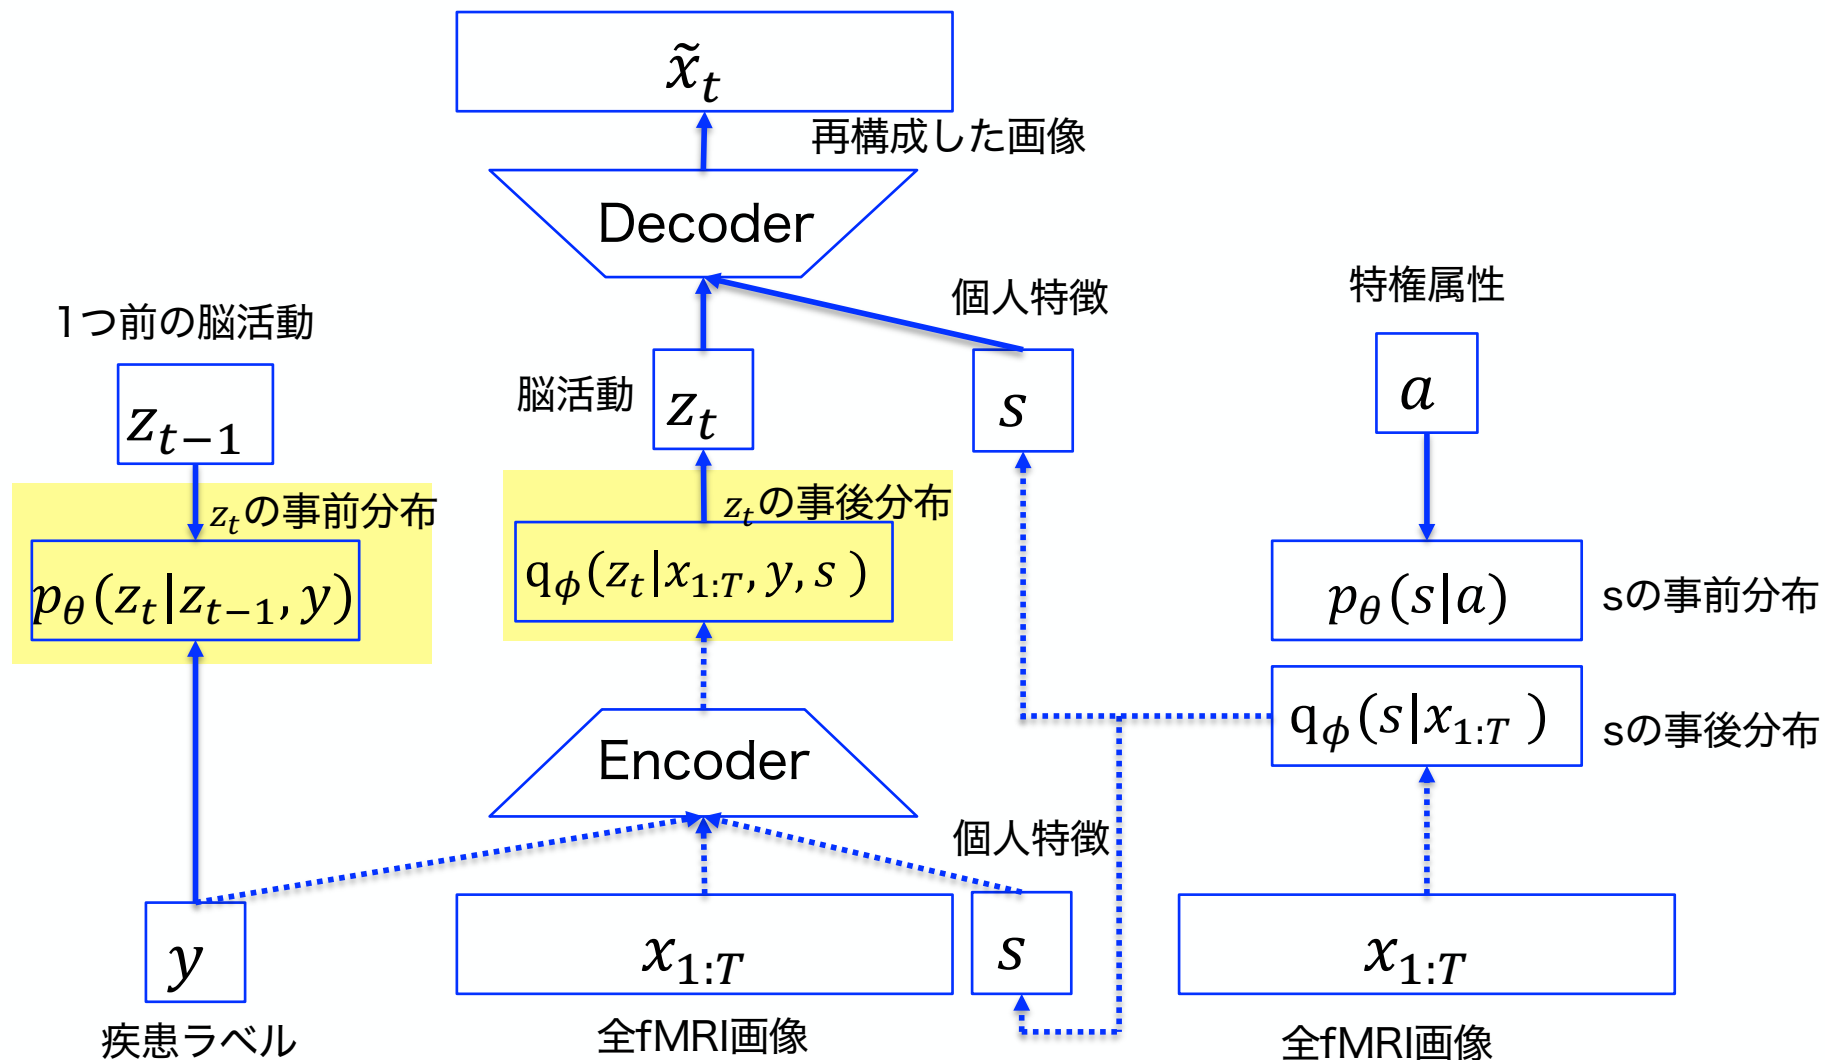 x̃_t
再構成した画像
Decoder
1つ前の脳活動
個人特徴
特権属性
z_{t−1}
脳活動
z_t
s
a
z_tの事前分布
p_θ(z_t|z_{t−1}, y)
z_tの事後分布
q_ϕ(z_t|x_{1:T}, y, s )
p_θ(s|a)
sの事前分布
q_ϕ(s|x_{1:T} )
sの事後分布
Encoder
個人特徴
y
x_{1:T}
s
x_{1:T}
疾患ラベル
全fMRI画像
全fMRI画像